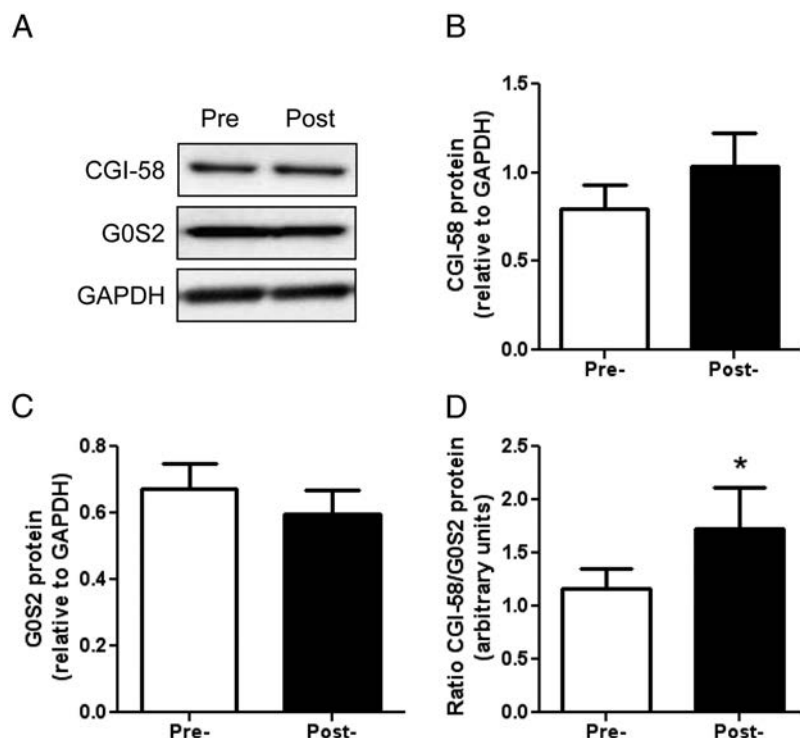 A
Pre Post
CGI-58
G0S2
GAPDH
B
CGI-58 protein
(relative to GAPDH)
1.5
1.0
0.5
0.0
Pre- Post-
C
G0S2 protein
(relative to GAPDH)
0.8
0.6
0.4
0.2
0.0
Pre- Post-
D
Ratio CGI-58/G0S2 protein
(arbitrary units)
2.5
2.0
1.5
1.0
0.5
0.0
*
Pre- Post-